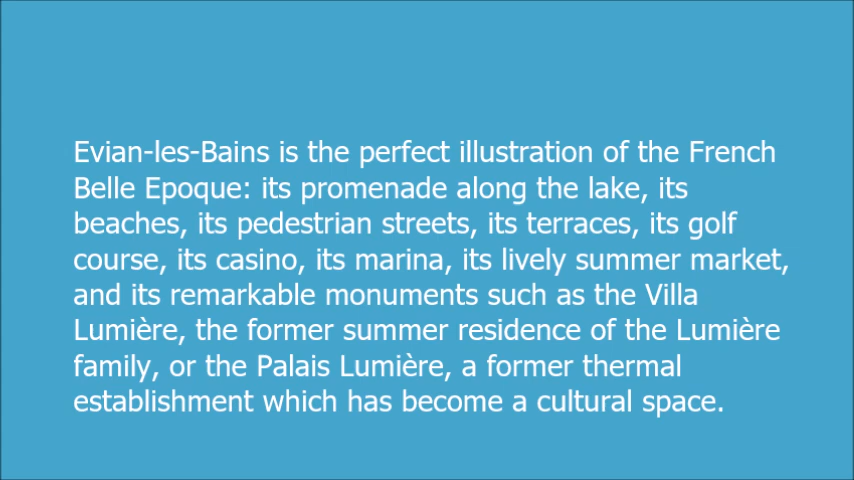 Evian-les-Bains is the perfect illustration of the French
Belle Epoque: its promenade along the lake, its
beaches, its pedestrian streets, its terraces, its golf
course, its casino, its marina, its lively summer market,
and its remarkable monuments such as the Villa
Lumière, the former summer residence of the Lumière
family, or the Palais Lumière, a former thermal
establishment which has become a cultural space.